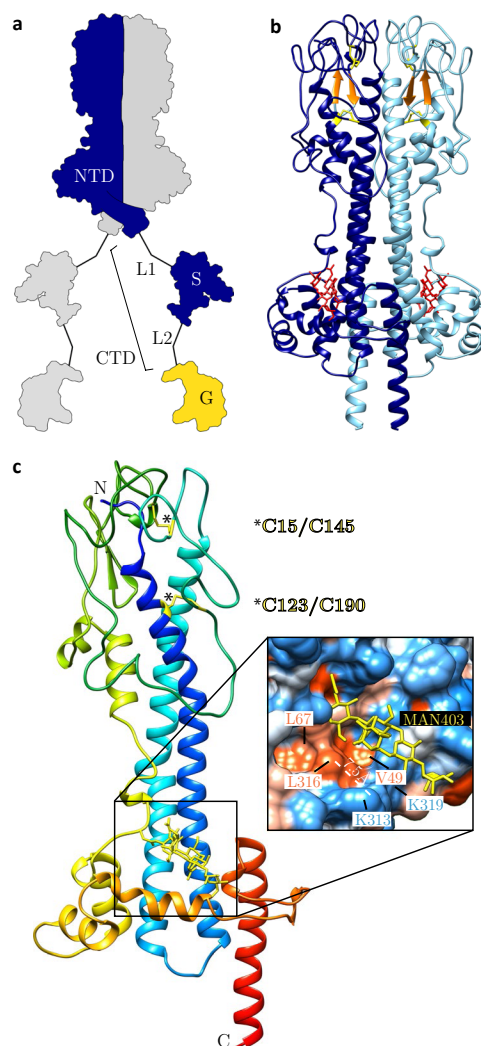 a
NTD
L1
S
L2
CTD
G
b
c
N
*
*C15/C145
*
*C123/C190
L67
MAN403
L316
V49
K319
K313
C